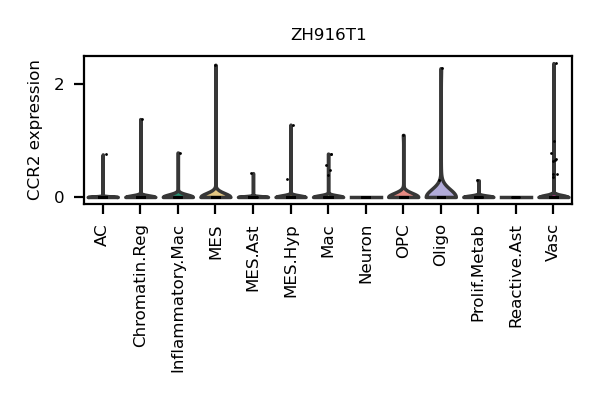 ZH916T1
CCR2 expression
2
0
AC
Chromatin.Reg
Inflammatory.Mac
MES
MES.Ast
MES.Hyp
Mac
Neuron
OPC
Oligo
Prolif.Metab
Reactive.Ast
Vasc